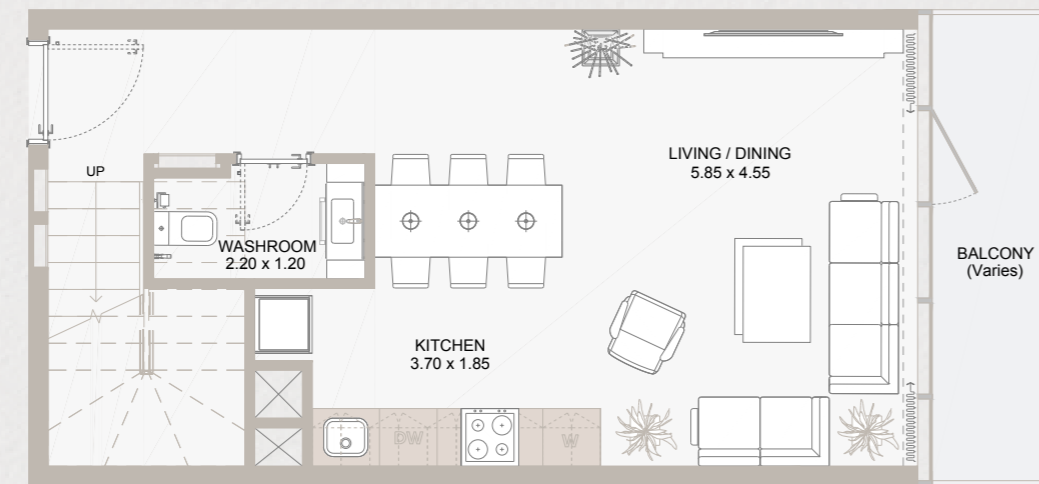 UP
LIVING / DINING
5.85 x 4.55
WASHROOM
2.20 x 1.20
BALCONY
(Varies)
KITCHEN
3.70 x 1.85
DW
W